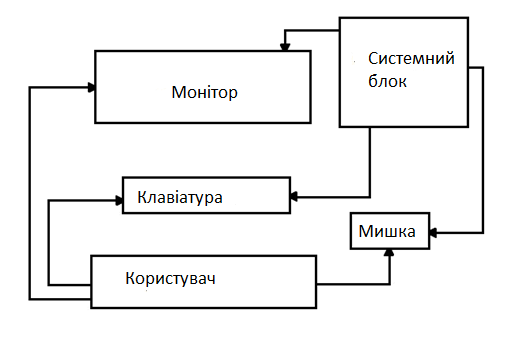 Системний
блок
Монітор
Клавіатура
Мишка
Користувач